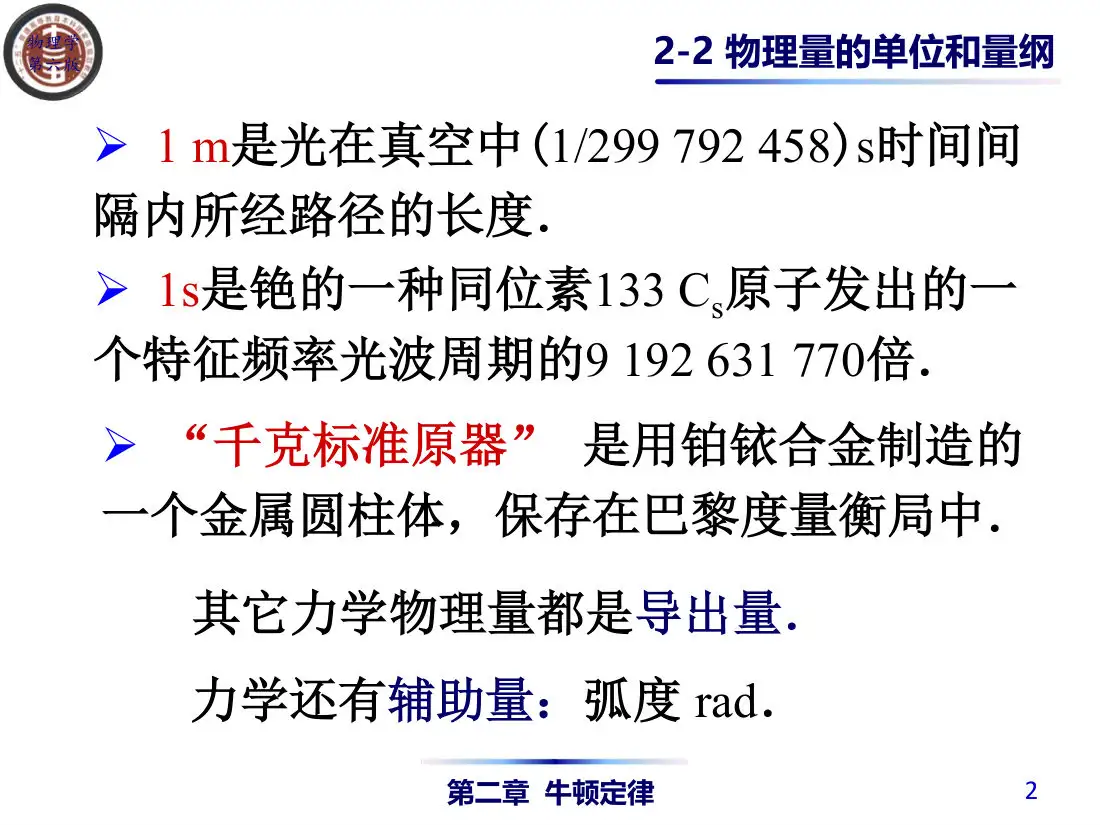 物理学
第六版
2-2 物理量的单位和量纲
➢ 1 m是光在真空中(1/299 792 458)s时间间
隔内所经路径的长度.
➢ 1s是铯的一种同位素133 Cs原子发出的一
个特征频率光波周期的9 192 631 770倍.
➢ “千克标准原器” 是用铂铱合金制造的
一个金属圆柱体，保存在巴黎度量衡局中.
其它力学物理量都是导出量.
力学还有辅助量：弧度 rad.
第二章 牛顿定律
2